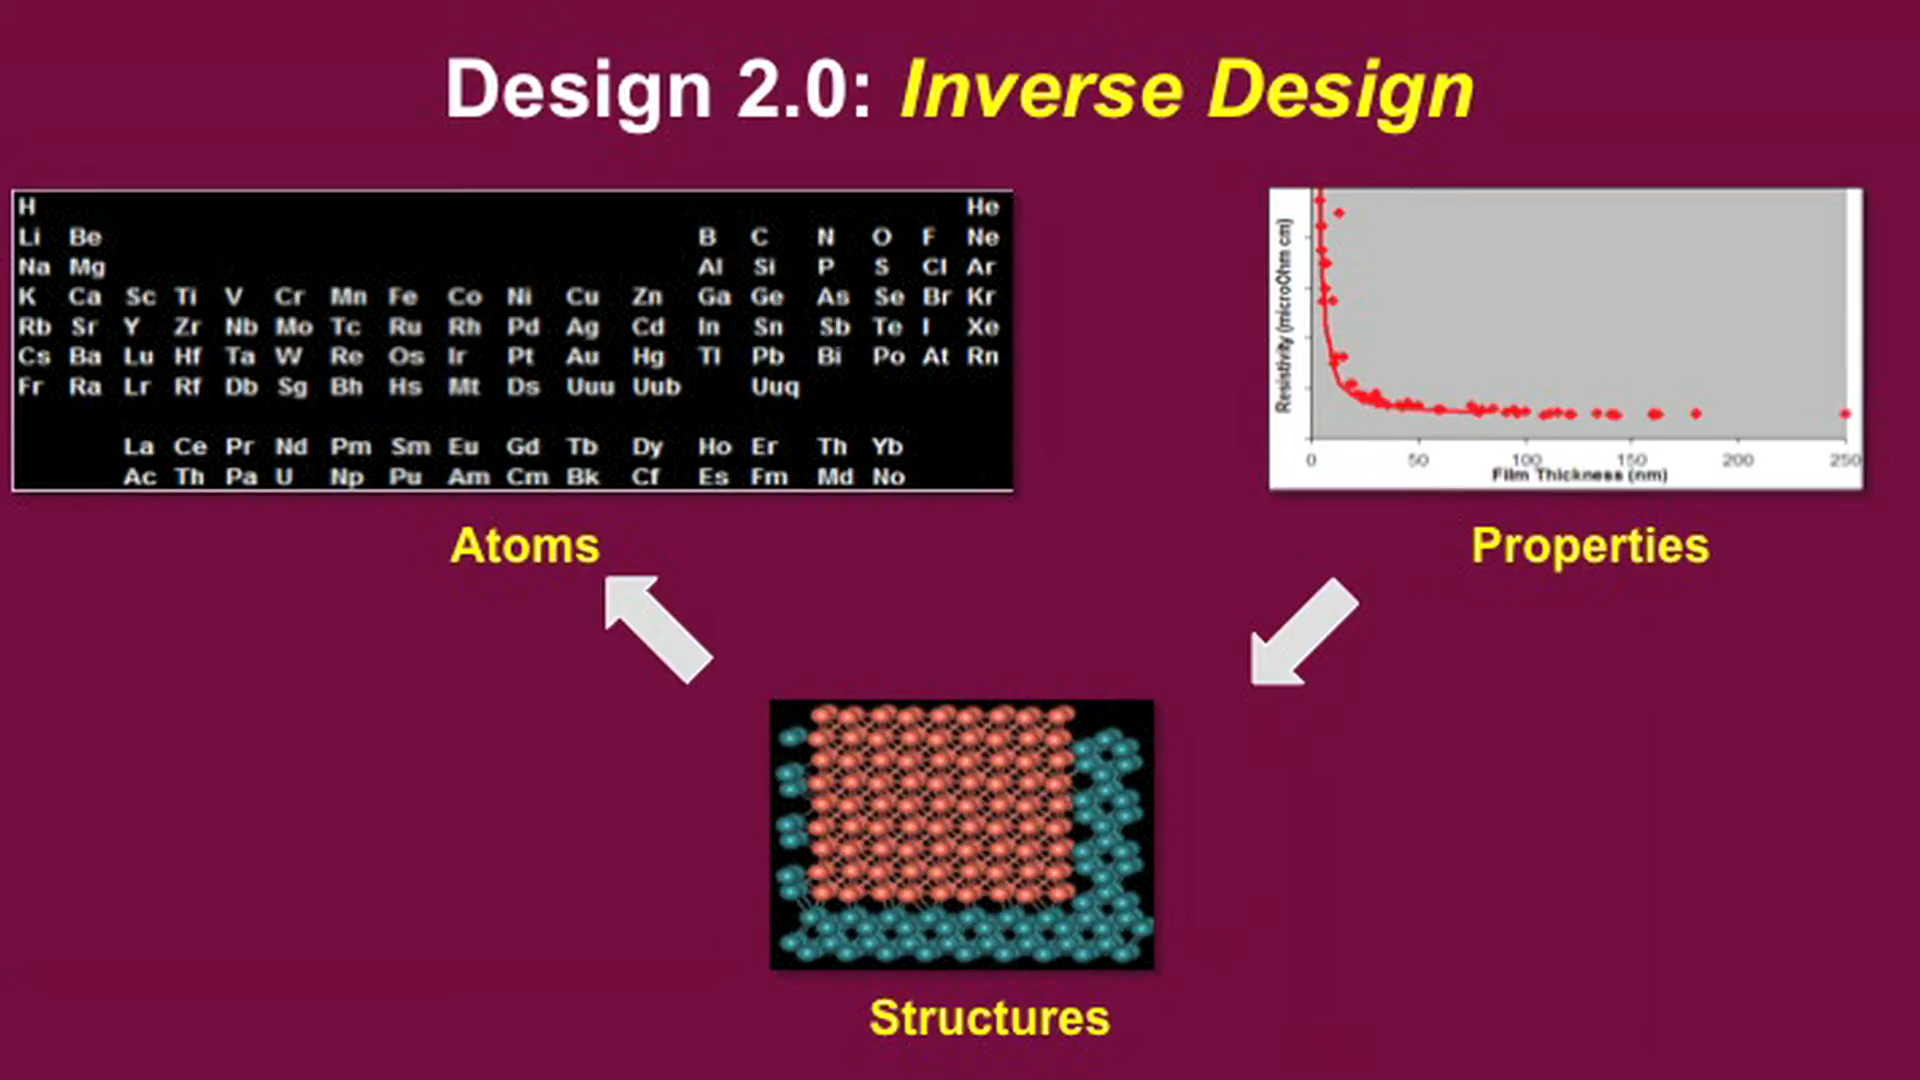 Design 2.0: Inverse Design
H He
Li Be B C N O F Ne
Na Mg Al Si P S Cl Ar
K Ca Sc Ti V Cr Mn Fe Co Ni Cu Zn Ga Ge As Se Br Kr
Rb Sr Y Zr Nb Mo Tc Ru Rh Pd Ag Cd In Sn Sb Te I Xe
Cs Ba Lu Hf Ta W Re Os Ir Pt Au Hg Tl Pb Bi Po At Rn
Fr Ra Lr Rf Db Sg Bh Hs Mt Ds Uuu Uub Uuq
La Ce Pr Nd Pm Sm Eu Gd Tb Dy Ho Er Th Yb
Ac Th Pa U Np Pu Am Cm Bk Cf Es Fm Md No
Resistivity (microOhm cm)
0 50 100 150 200 250
Film Thickness (nm)
Atoms
Properties
Structures